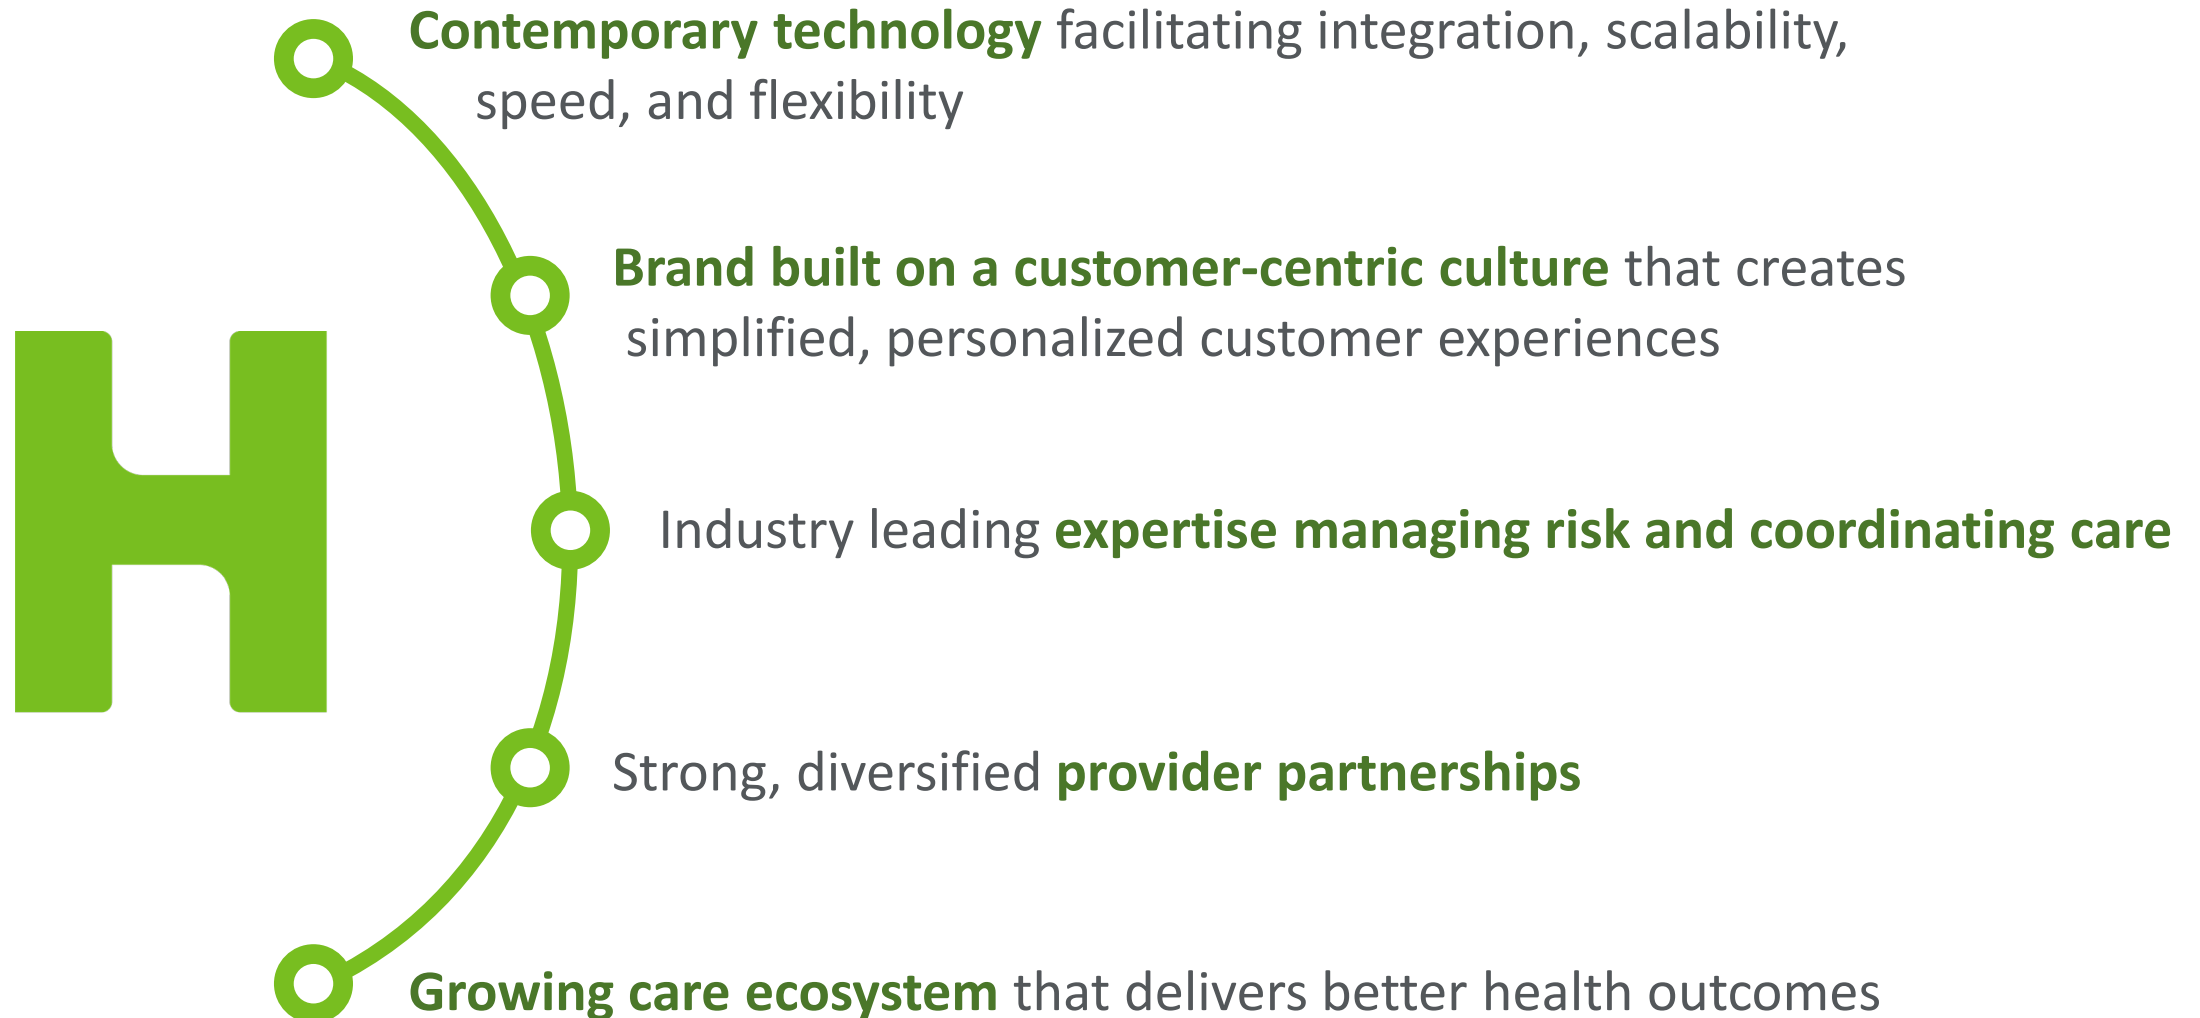 Contemporary technology facilitating integration, scalability,
speed, and flexibility
Brand built on a customer-centric culture that creates
simplified, personalized customer experiences
H
Industry leading expertise managing risk and coordinating care
Strong, diversified provider partnerships
Growing care ecosystem that delivers better health outcomes